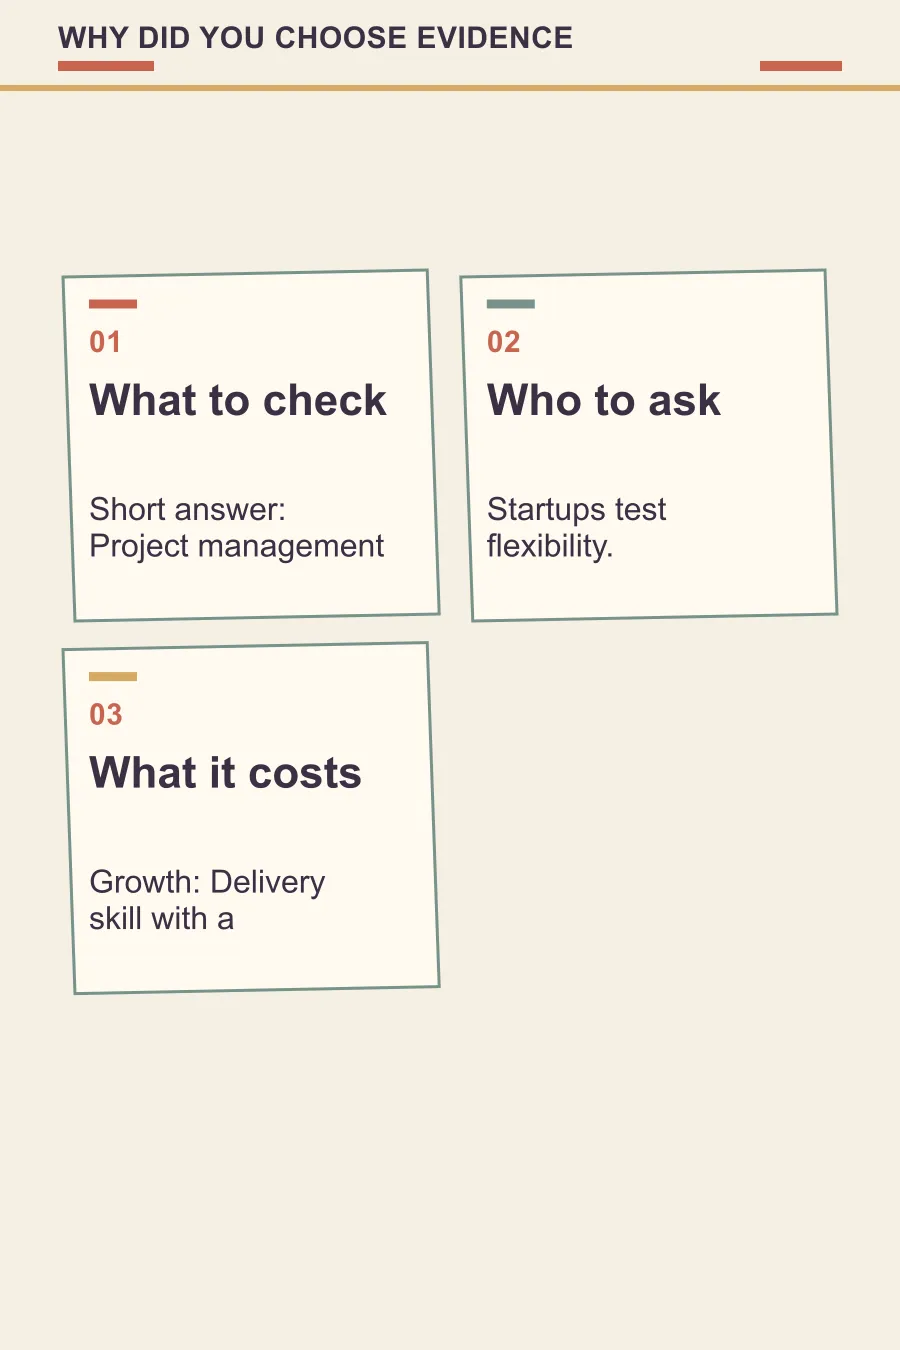 WHY DID YOU CHOOSE EVIDENCE
01
What to check
Short answer:
Project management
02
Who to ask
Startups test
flexibility.
03
What it costs
Growth: Delivery
skill with a